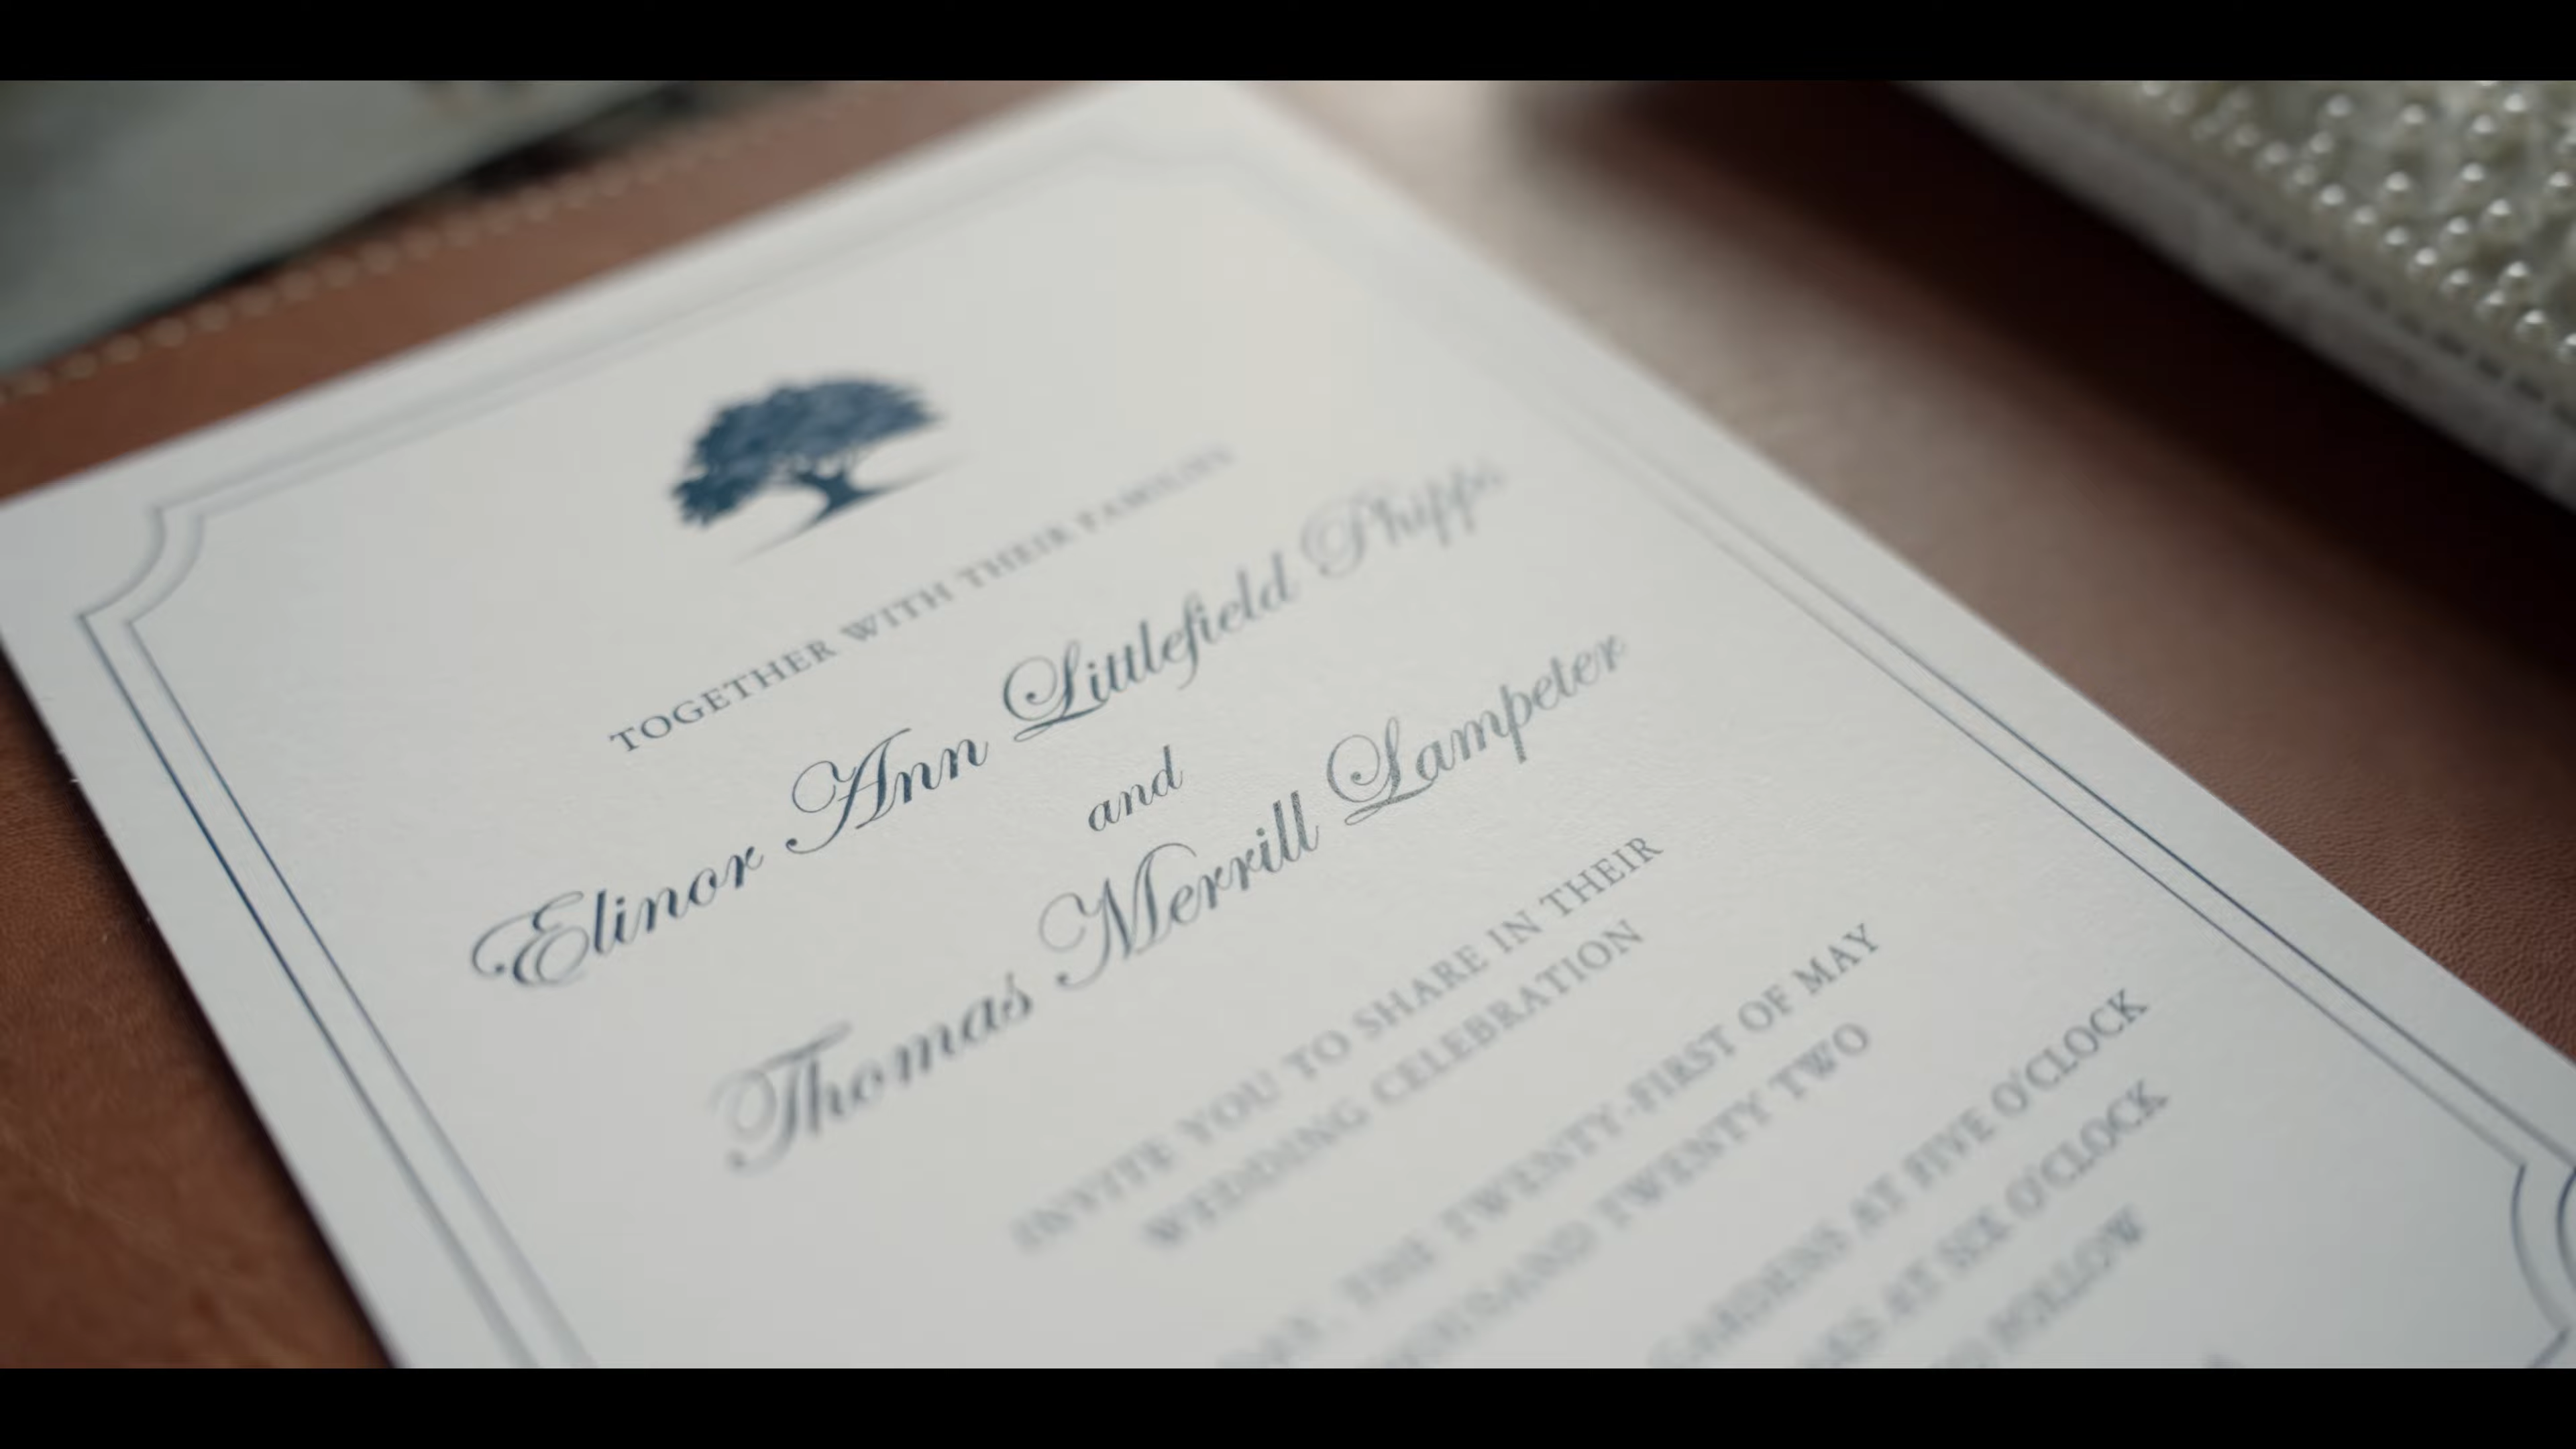 TOGETHER WITH THEIR FAMILIES
Elinor Ann Littlefield Phipps
and
Thomas Merrill Lampeter
INVITE YOU TO SHARE IN THEIR
WEDDING CELEBRATION
THE TWENTY-FIRST OF MAY
TWENTY TWO
GARDENS AT FIVE O'CLOCK
AT SIX O'CLOCK
FOLLOW